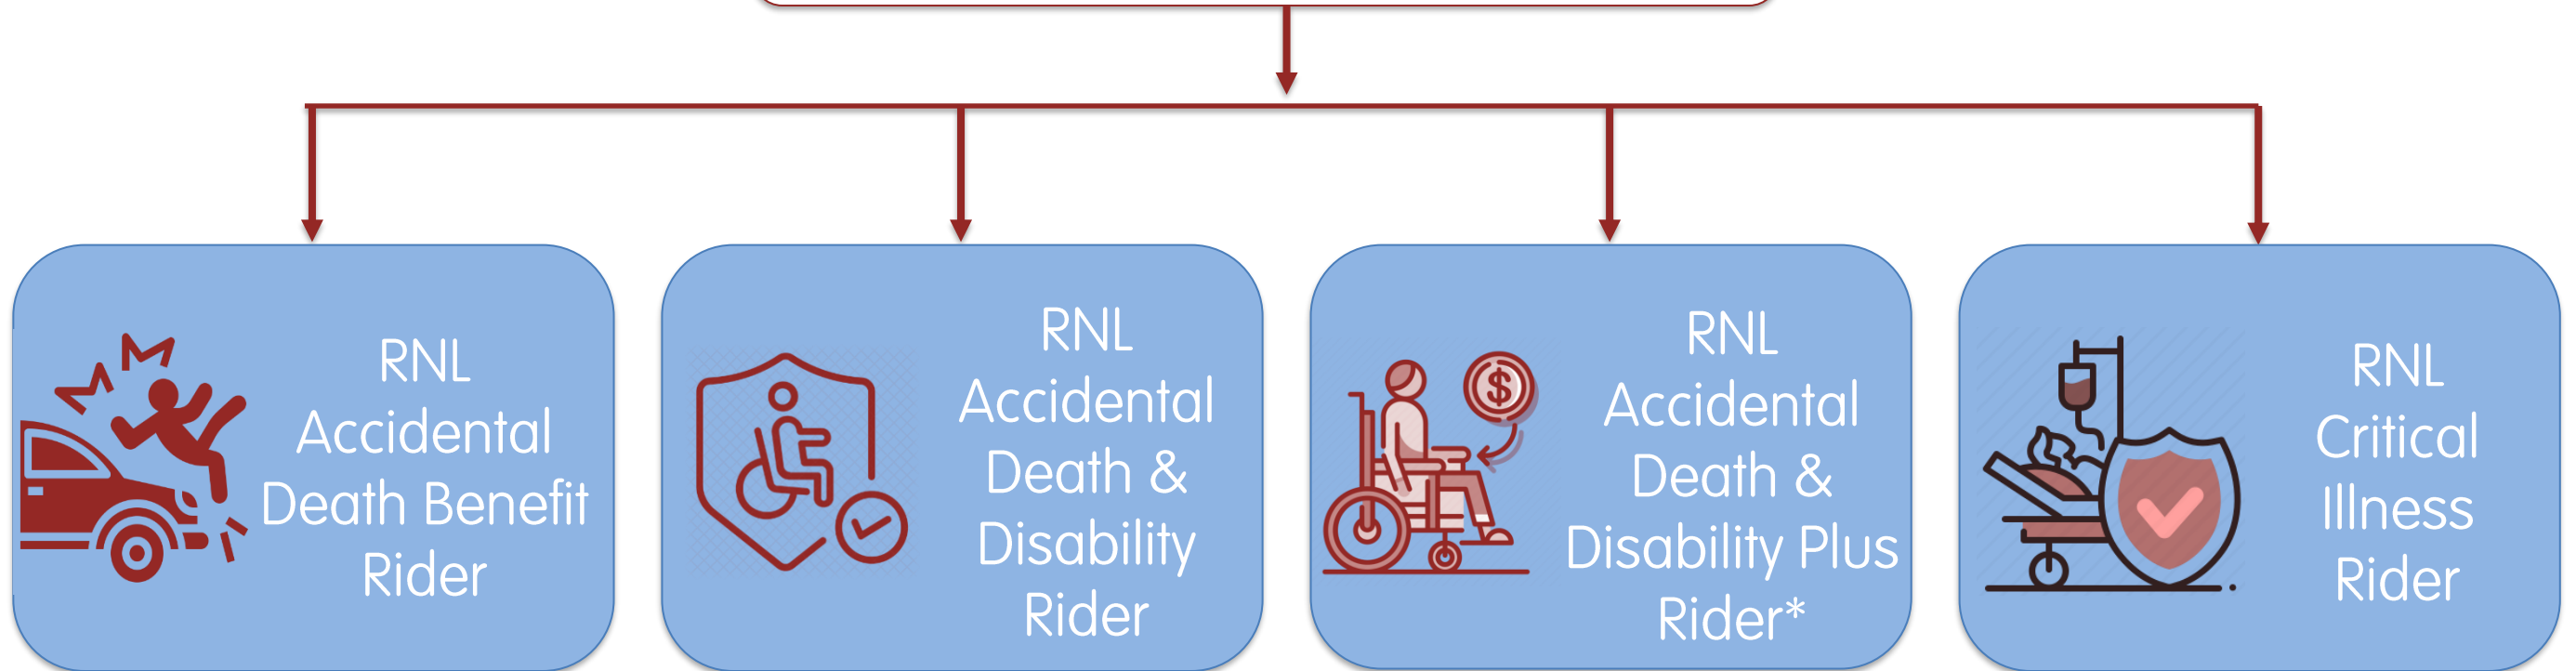 RNL
Accidental
Death Benefit
Rider
RNL
Accidental
Death &
Disability
Rider
RNL
Accidental
Death &
Disability Plus
Rider*
RNL
Critical
Illness
Rider